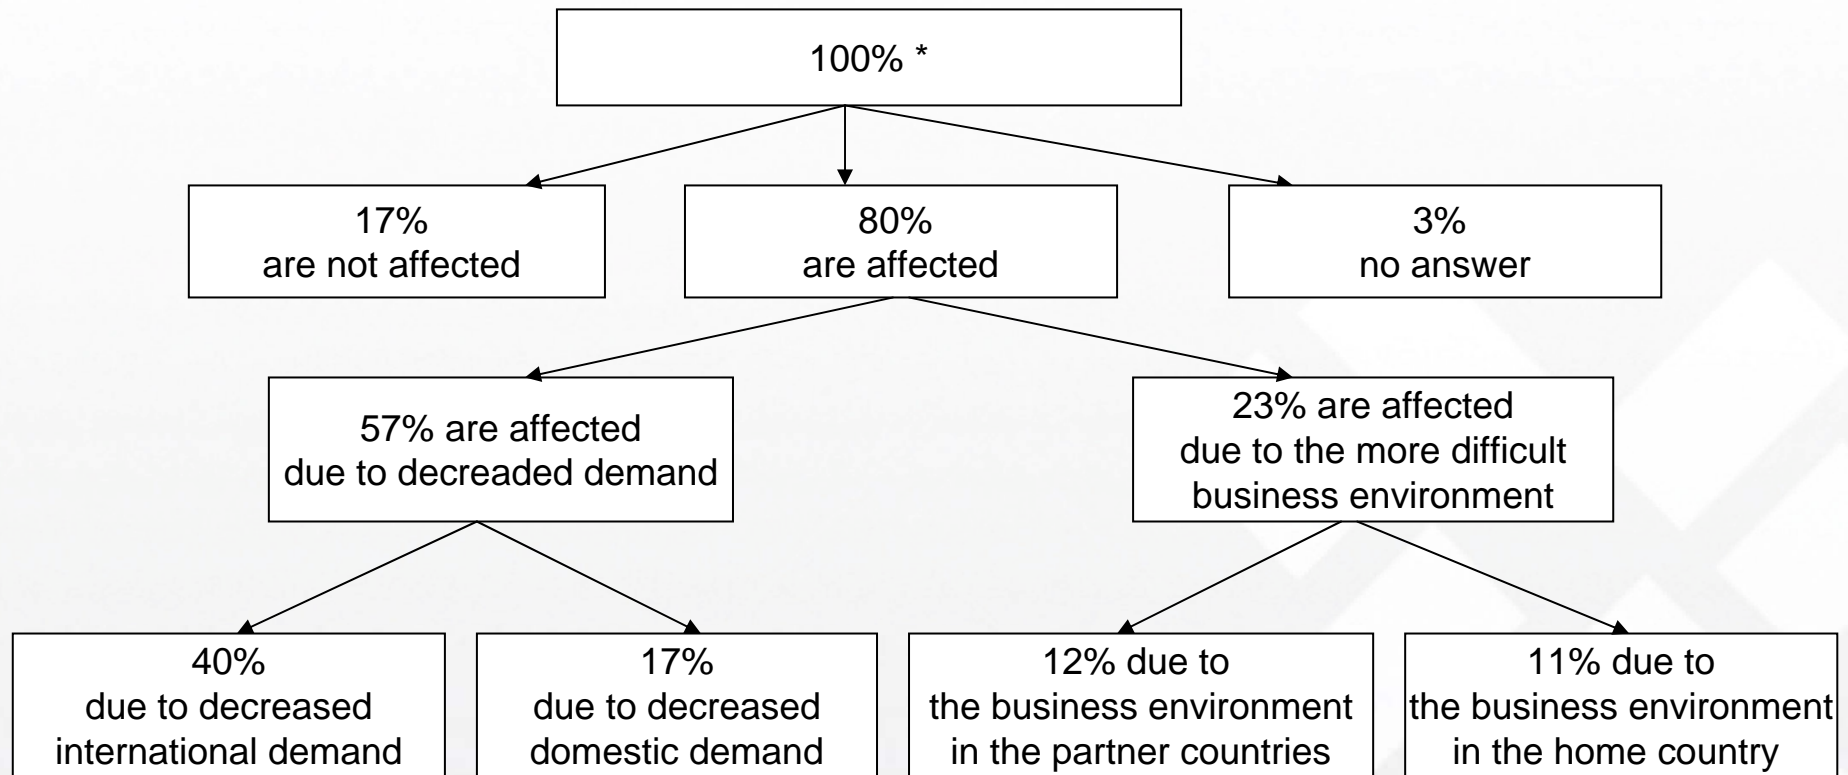 100% *
17%
are not affected
80%
are affected
3%
no answer
57% are affected
due to decreaded demand
23% are affected
due to the more difficult
business environment
40%
due to decreased
international demand
17%
due to decreased
domestic demand
12% due to
the business environment
in the partner countries
11% due to
the business environment
in the home country